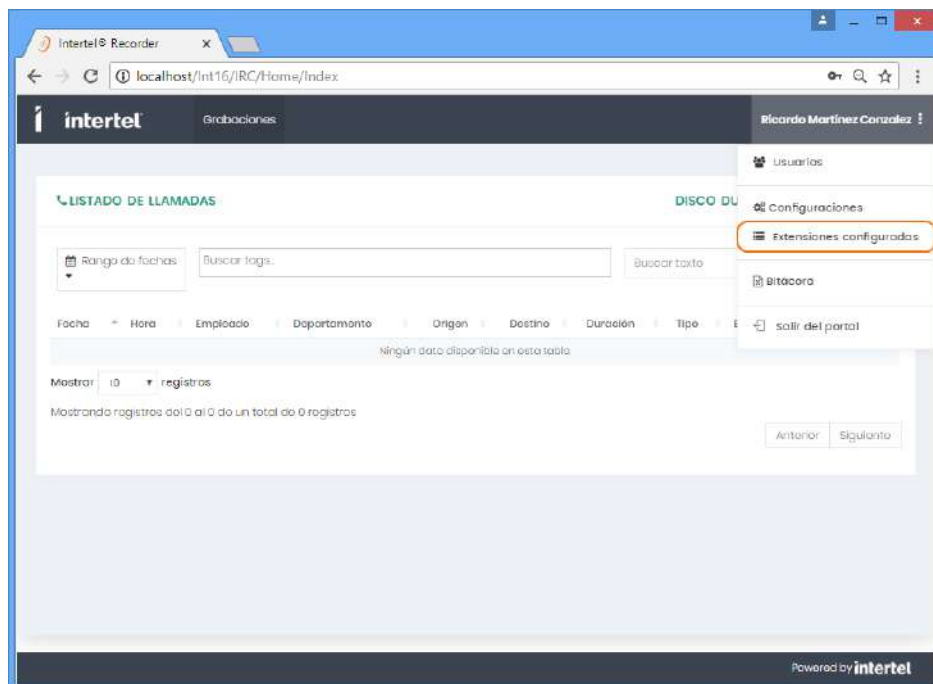 Intertel® Recorder
localhost/Int16/IRC/Home/Index
intertel
Grabaciones
Ricardo Martínez Gonzalez
Usuarios
LISTADO DE LLAMADAS
DISCO DU
Configuraciones
Extensiones configuradas
Rango de fechas
Buscar tags..
Buscar texto
Bitácora
Fecha Hora Empleado Departamento Origen Destino Duración Tipo
Salir del portal
Ningún dato disponible en esta tabla
Mostrar 10 registros
Mostrando registros del 0 al 0 de un total de 0 registros
Anterior Siguiente
Powered by intertel